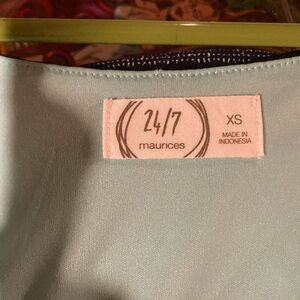 24/7
maurices
XS
MADE IN
INDONESIA